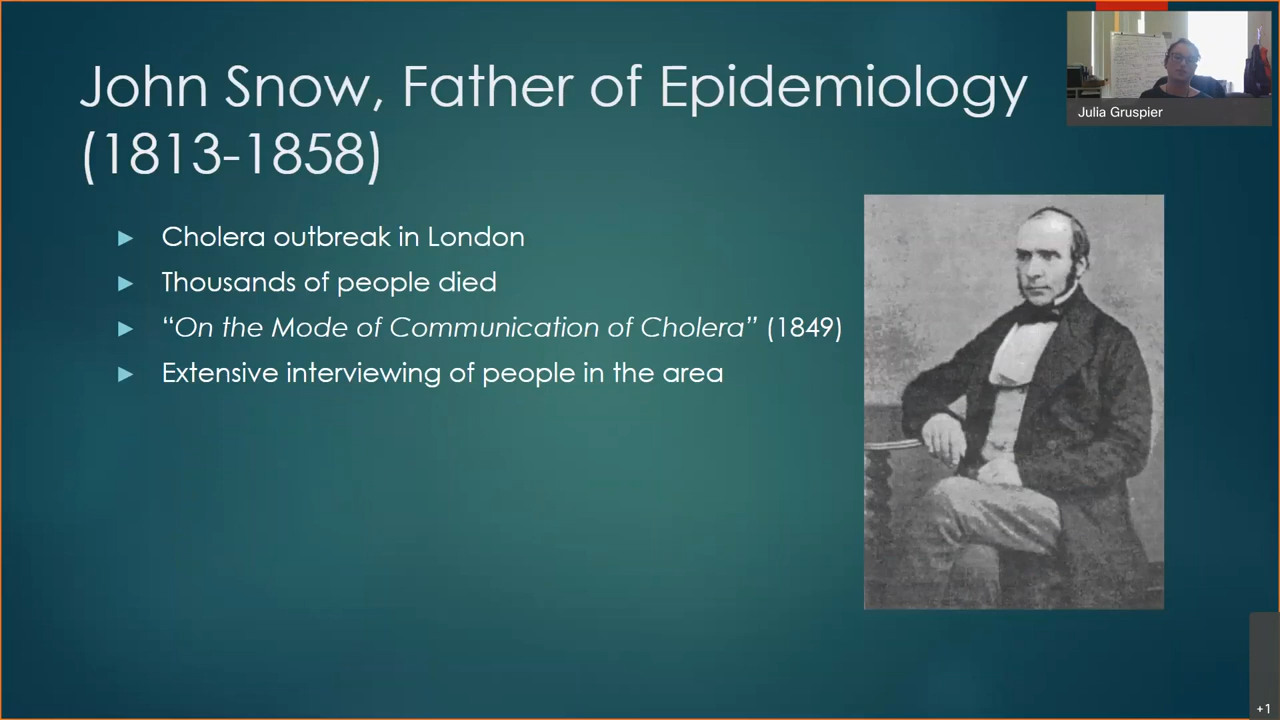 John Snow, Father of Epidemiology
(1813-1858)
Cholera outbreak in London
Thousands of people died
“On the Mode of Communication of Cholera” (1849)
Extensive interviewing of people in the area
Julia Gruspier
+1